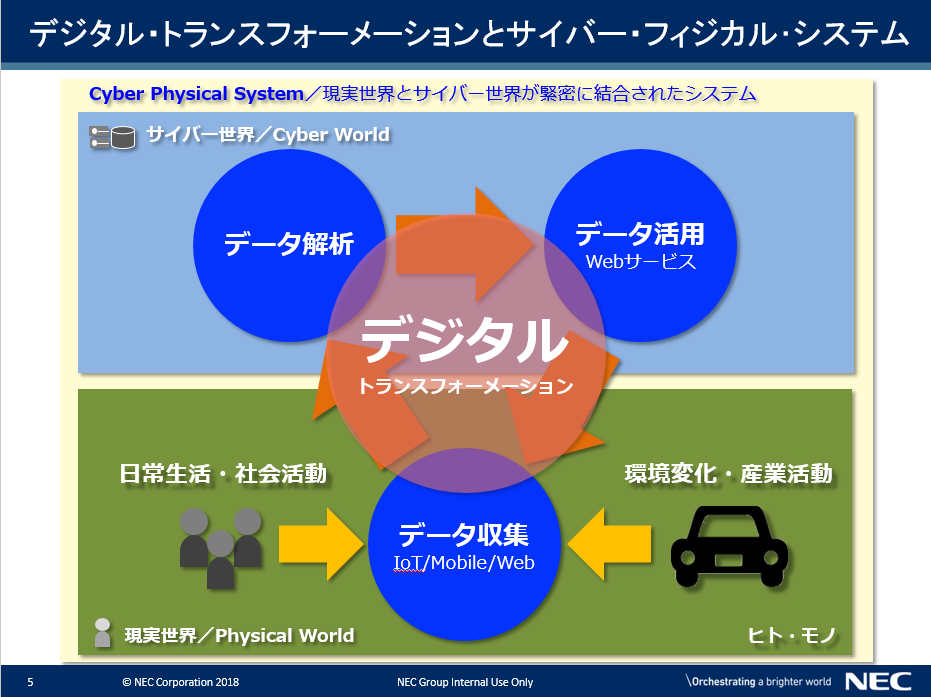 デジタル・トランスフォーメーションとサイバー・フィジカル・システム
Cyber Physical System／現実世界とサイバー世界が緊密に結合されたシステム
サイバー世界／Cyber World
データ解析
データ活用
Webサービス
デジタル
トランスフォーメーション
日常生活・社会活動
環境変化・産業活動
データ収集
IoT/Mobile/Web
現実世界／Physical World
ヒト・モノ
5
© NEC Corporation 2018
NEC Group Internal Use Only
\Orchestrating a brighter world
NEC